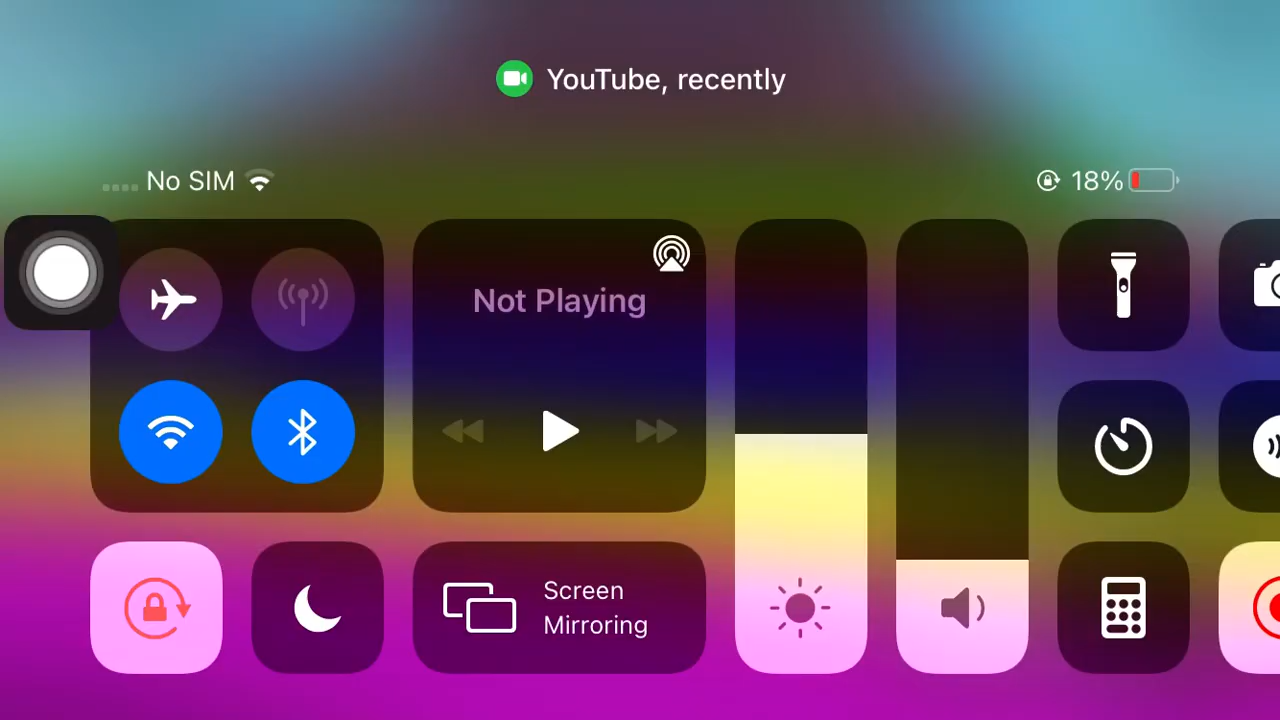 YouTube, recently
No SIM
18%
Not Playing
Screen
Mirroring